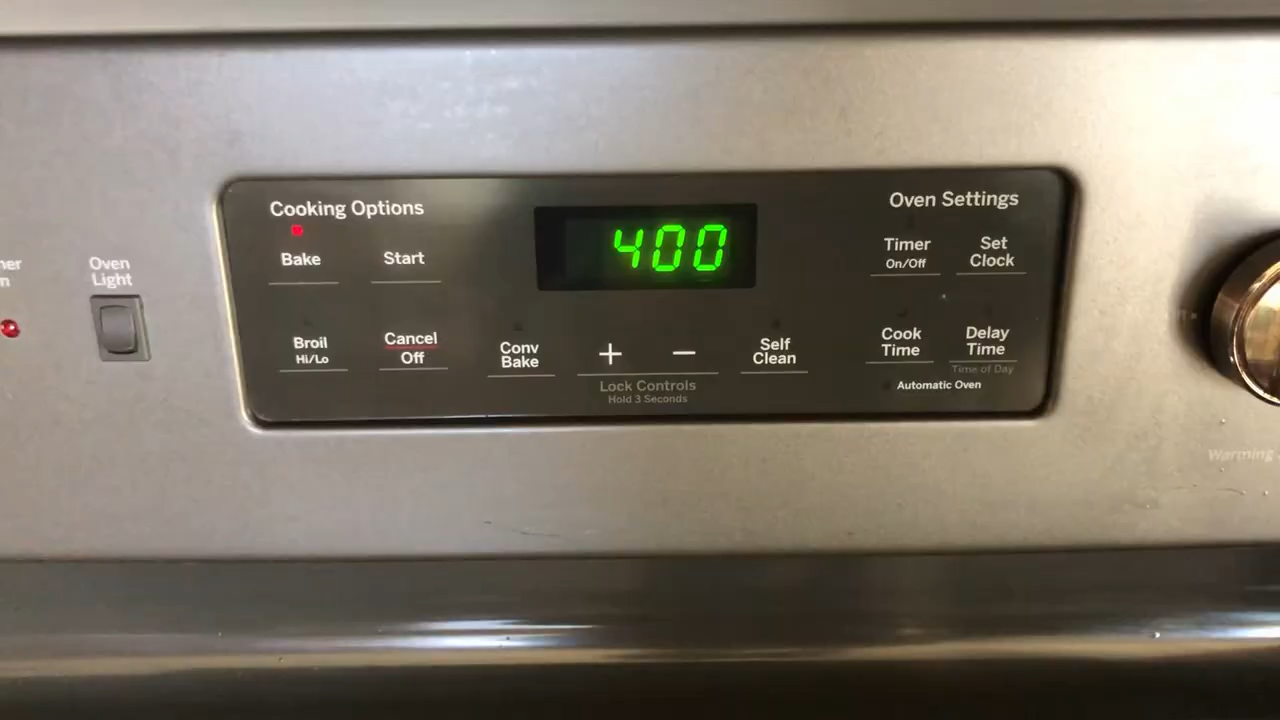 Cooking Options
Oven Settings
400
Bake
Start
Timer
On/Off
Set
Clock
Oven
Light
Broil
Hi/Lo
Cancel
Off
Conv
Bake
+ −
Lock Controls
Hold 3 Seconds
Self
Clean
Cook
Time
Delay
Time
Time of Day
Automatic Oven
Warming